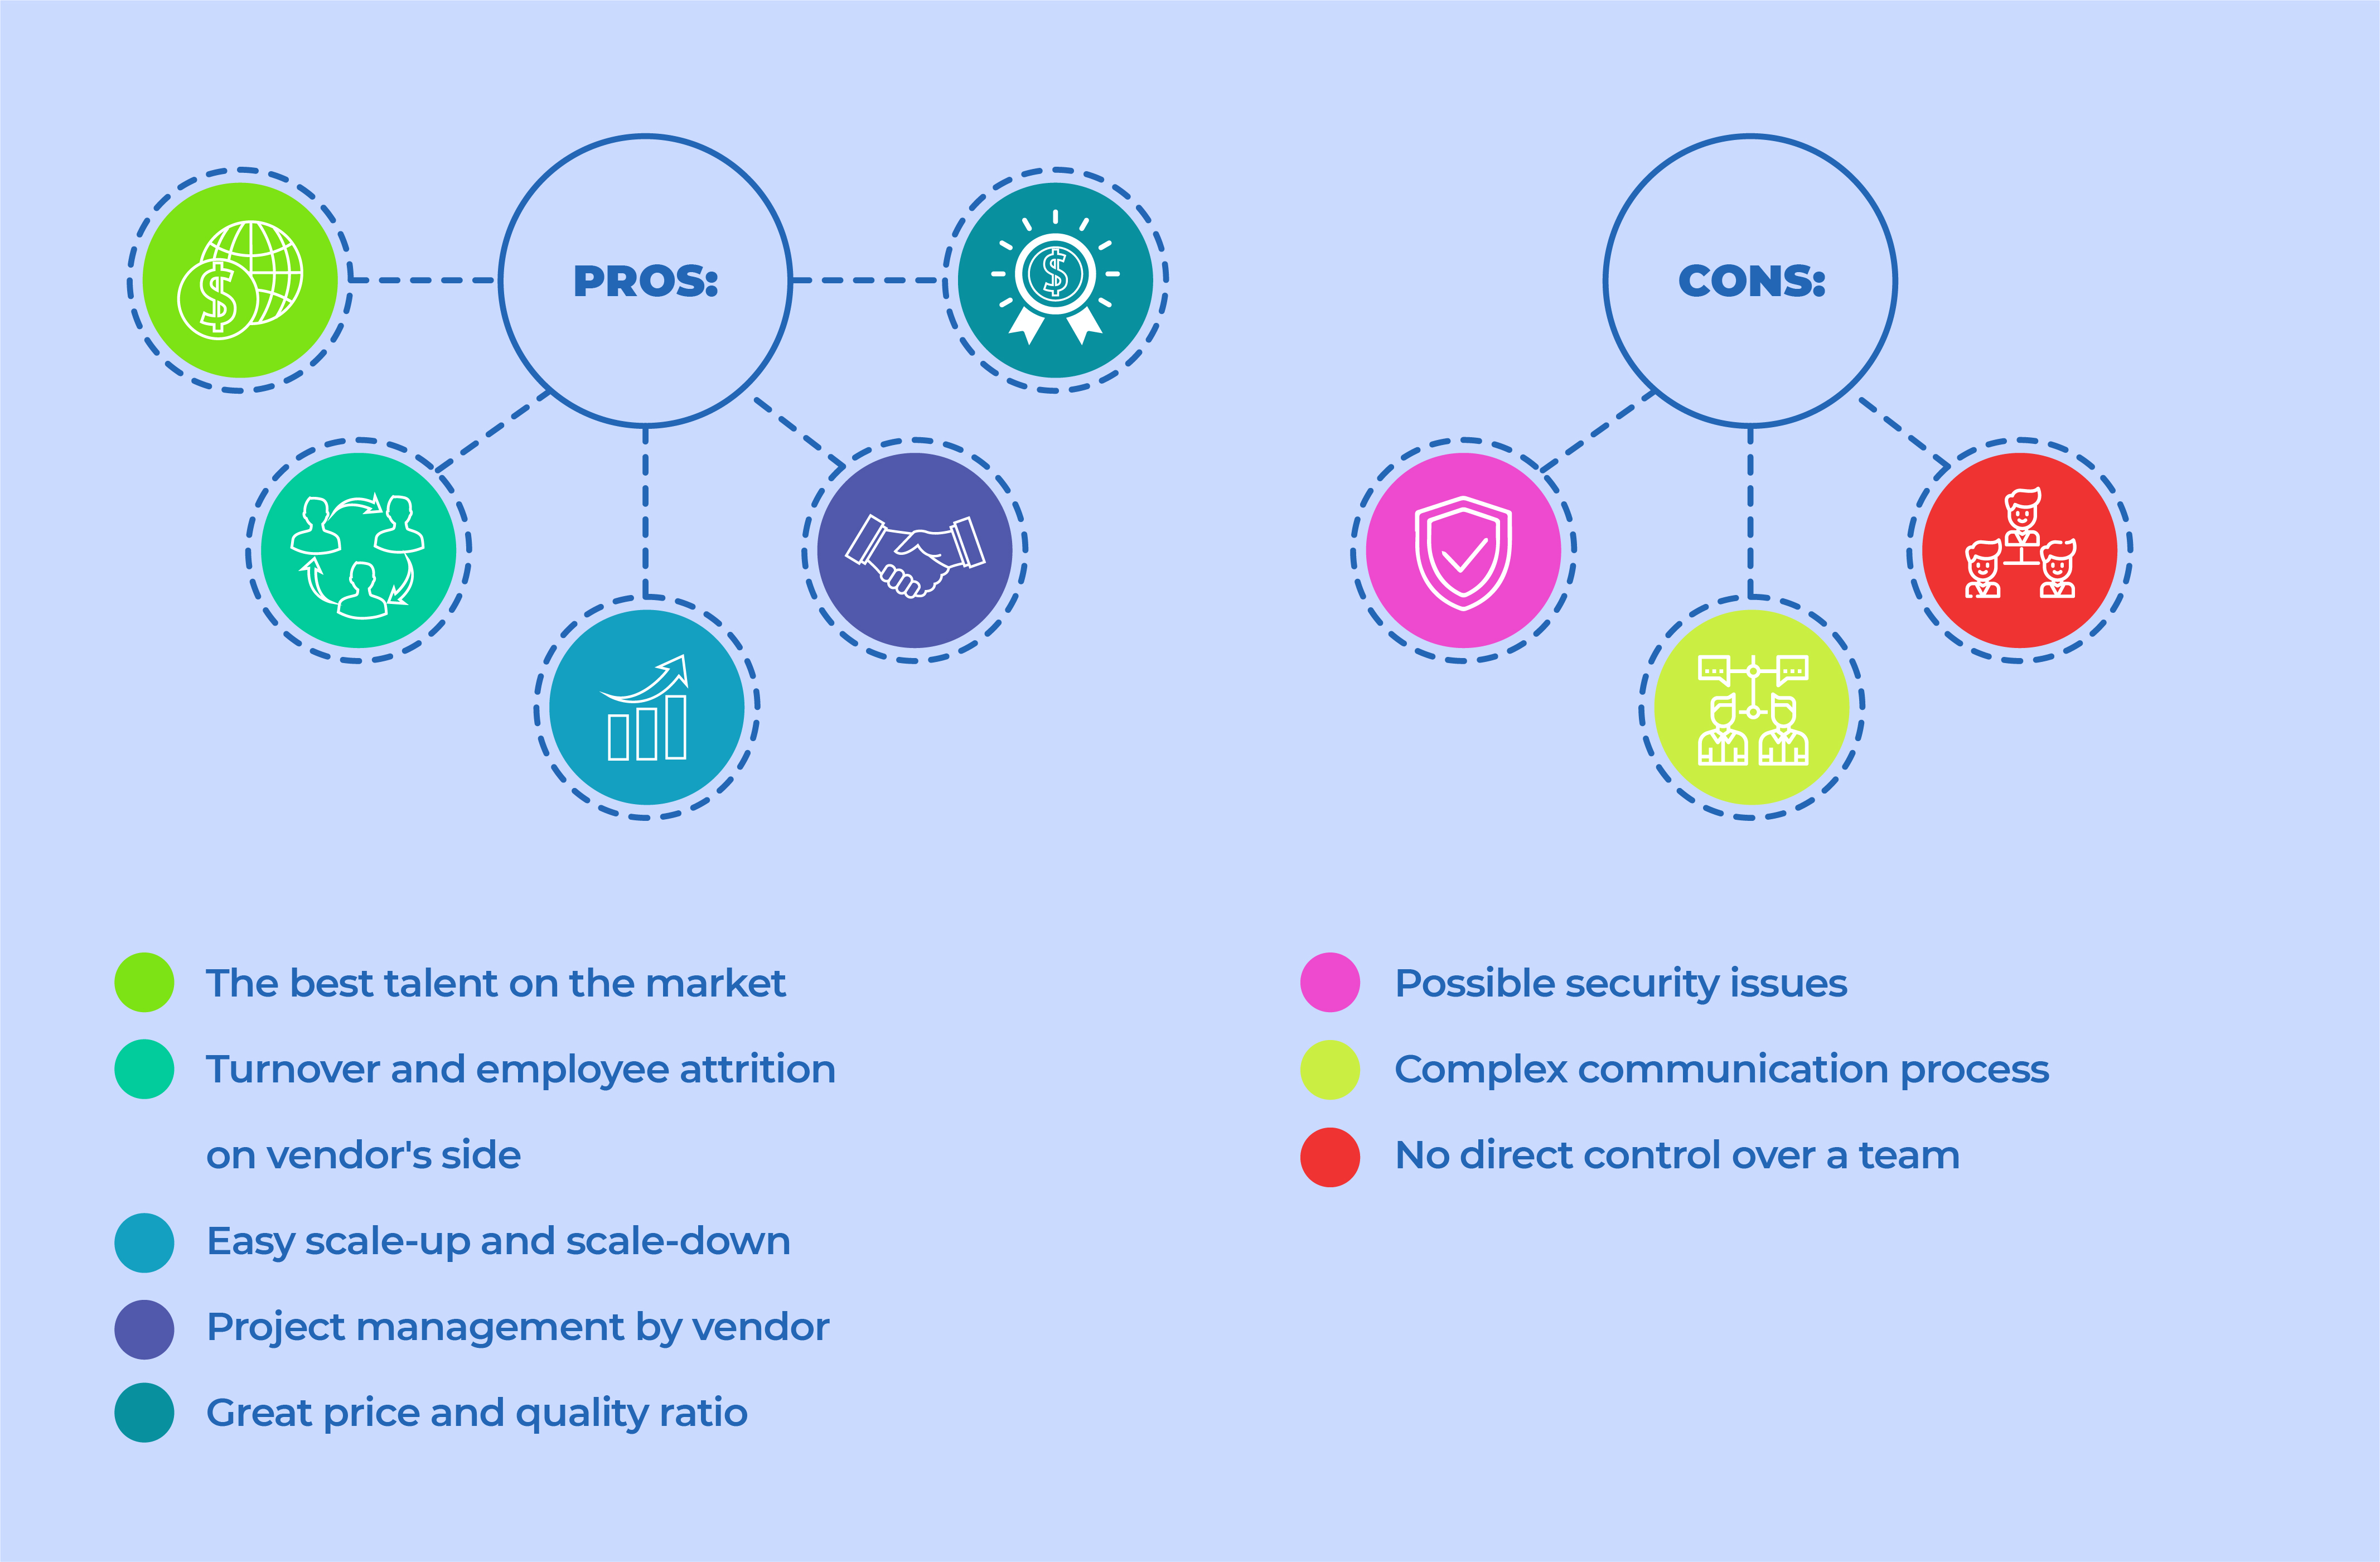 PROS:
CONS:
The best talent on the market
Turnover and employee attrition
on vendor's side
Easy scale-up and scale-down
Project management by vendor
Great price and quality ratio
Possible security issues
Complex communication process
No direct control over a team